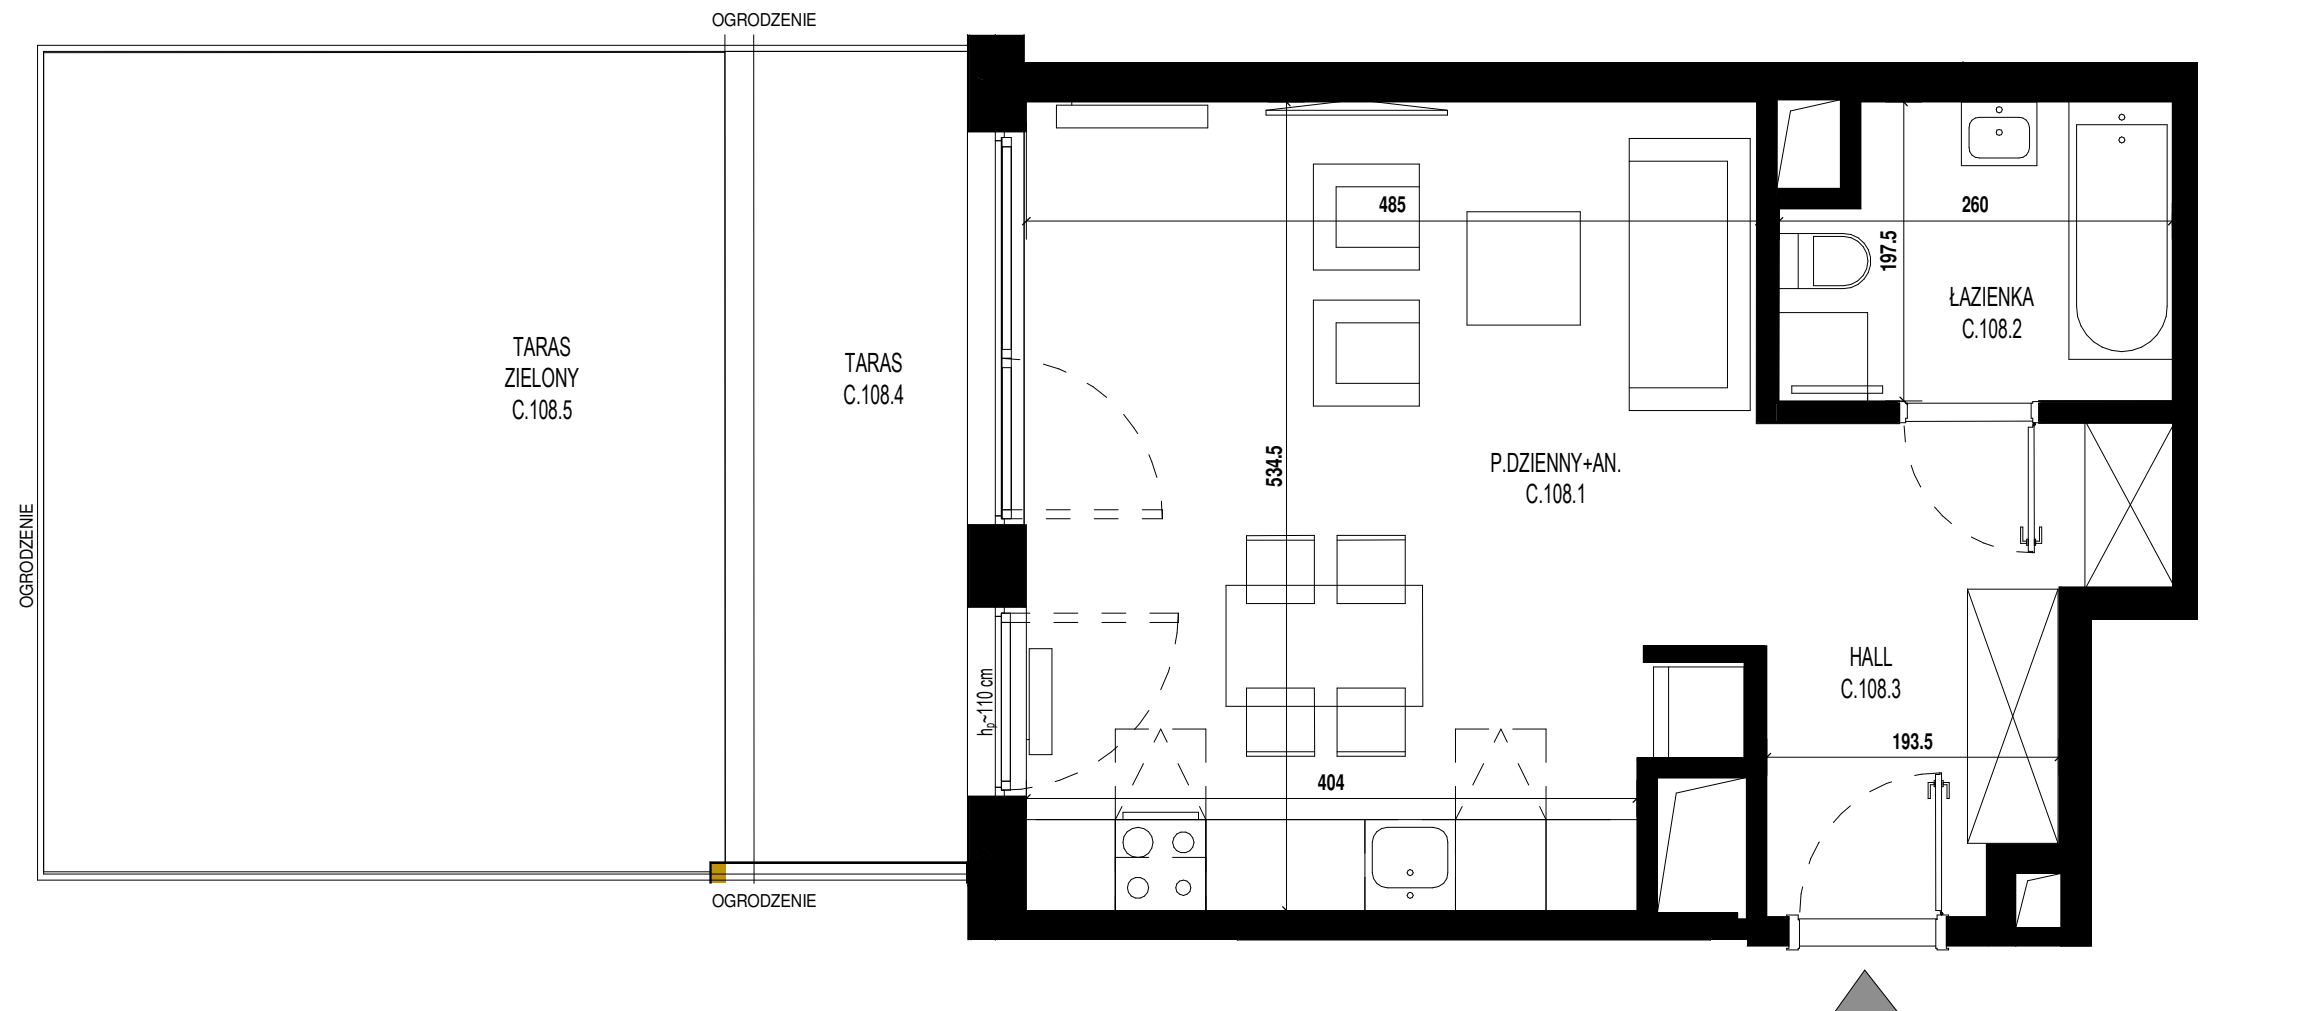 OGRODZENIE
485
260
197.5
ŁAZIENKA
C.108.2
TARAS
ZIELONY
C.108.5
TARAS
C.108.4
534.5
P.DZIENNY+AN.
C.108.1
OGRODZENIE
HALL
C.108.3
hp~110 cm
193.5
404
OGRODZENIE